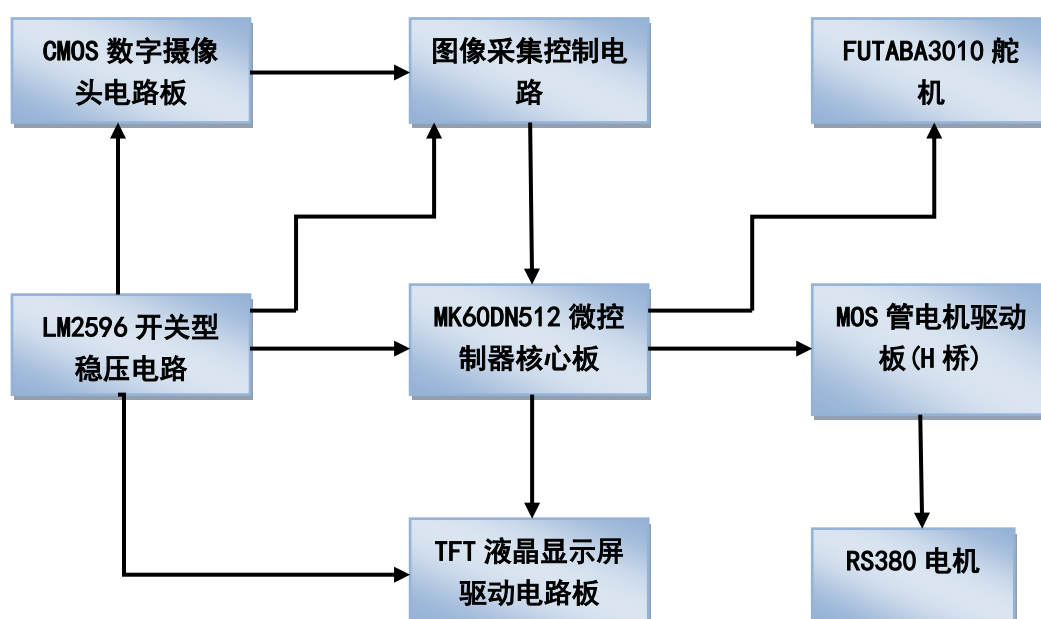 CMOS 数字摄像
头电路板
图像采集控制电
路
FUTABA3010 舵
机
LM2596 开关型
稳压电路
MK60DN512 微控
制器核心板
MOS 管电机驱动
板(H 桥)
TFT 液晶显示屏
驱动电路板
RS380 电机